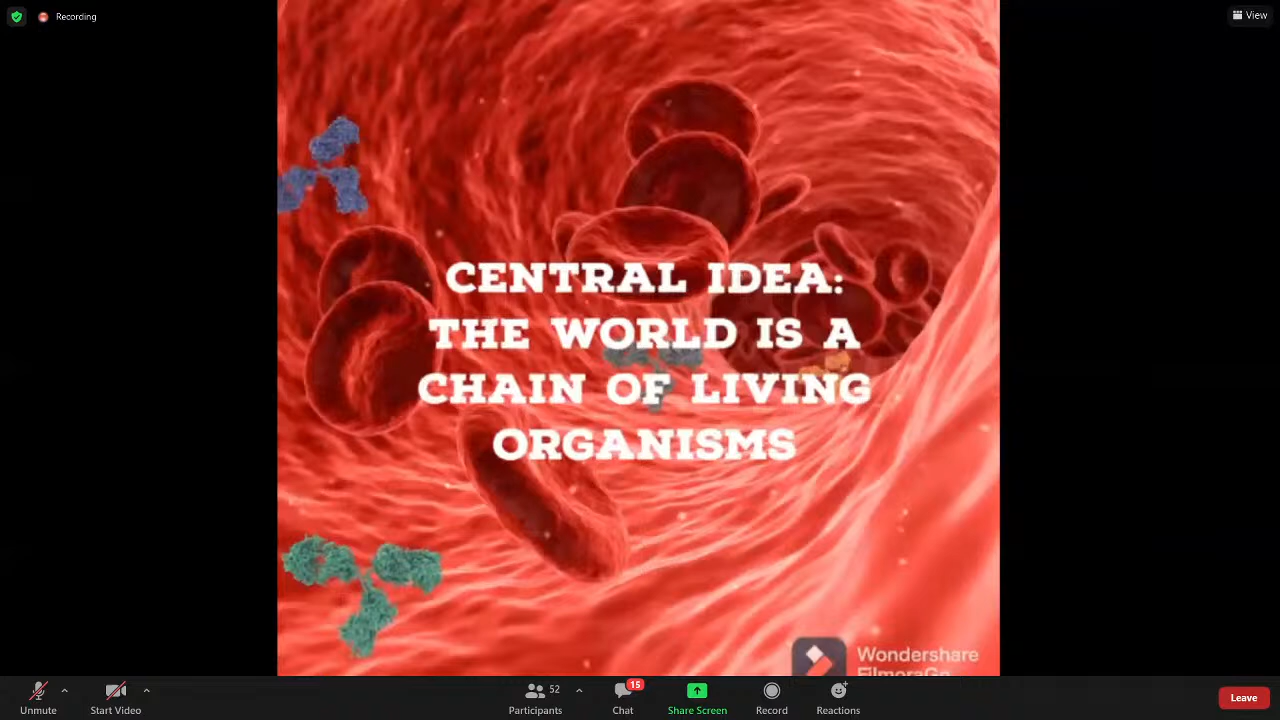 Recording
View
CENTRAL IDEA:
THE WORLD IS A
CHAIN OF LIVING
ORGANISMS
Wondershare
FilmoraGo
Unmute
Start Video
52
Participants
15
Chat
Share Screen
Record
Reactions
Leave